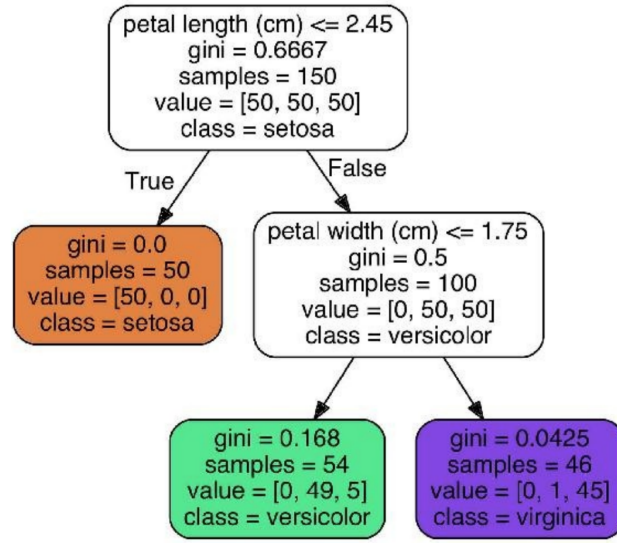 petal length (cm) <= 2.45
gini = 0.6667
samples = 150
value = [50, 50, 50]
class = setosa
True
False
gini = 0.0
samples = 50
value = [50, 0, 0]
class = setosa
petal width (cm) <= 1.75
gini = 0.5
samples = 100
value = [0, 50, 50]
class = versicolor
gini = 0.168
samples = 54
value = [0, 49, 5]
class = versicolor
gini = 0.0425
samples = 46
value = [0, 1, 45]
class = virginica